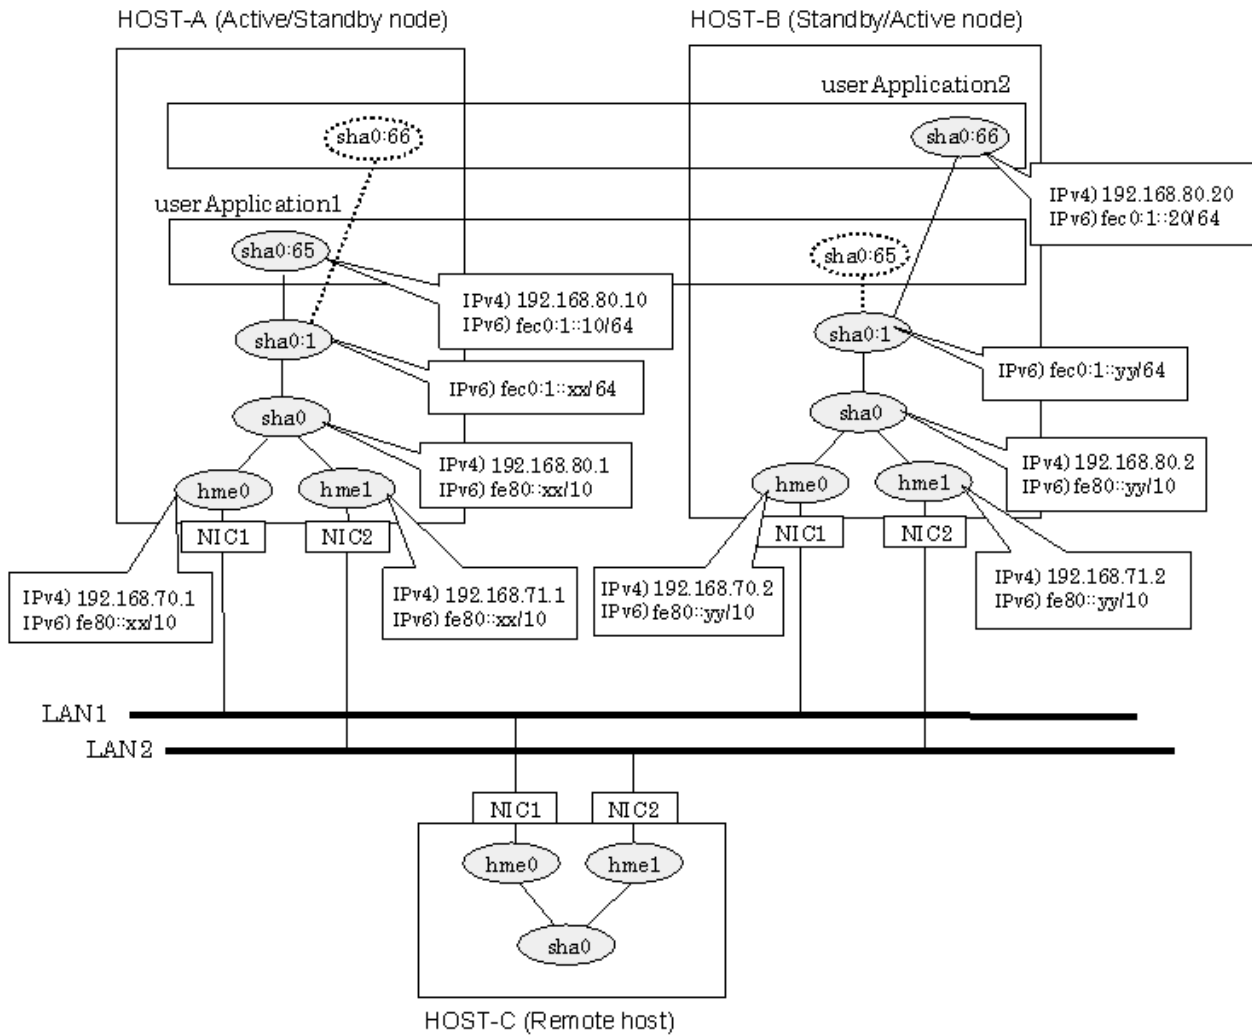 HOST-A (Active/Standby node)
HOST-B (Standby/Active node)
userApplication2
sha0:66
sha0:66
IPv4) 192.168.80.20
IPv6) fec0:1::20/64
userApplication1
sha0:65
sha0:65
IPv4) 192.168.80.10
IPv6) fec0:1::10/64
sha0:1
sha0:1
IPv6) fec0:1::xx/64
IPv6) fec0:1::yy/64
sha0
sha0
IPv4) 192.168.80.1
IPv6) fe80::xx/10
IPv4) 192.168.80.2
IPv6) fe80::yy/10
hme0
hme1
hme0
hme1
NIC1
NIC2
NIC1
NIC2
IPv4) 192.168.70.1
IPv6) fe80::xx/10
IPv4) 192.168.71.1
IPv6) fe80::xx/10
IPv4) 192.168.70.2
IPv6) fe80::yy/10
IPv4) 192.168.71.2
IPv6) fe80::yy/10
LAN1
LAN2
NIC1
NIC2
hme0
hme1
sha0
HOST-C (Remote host)